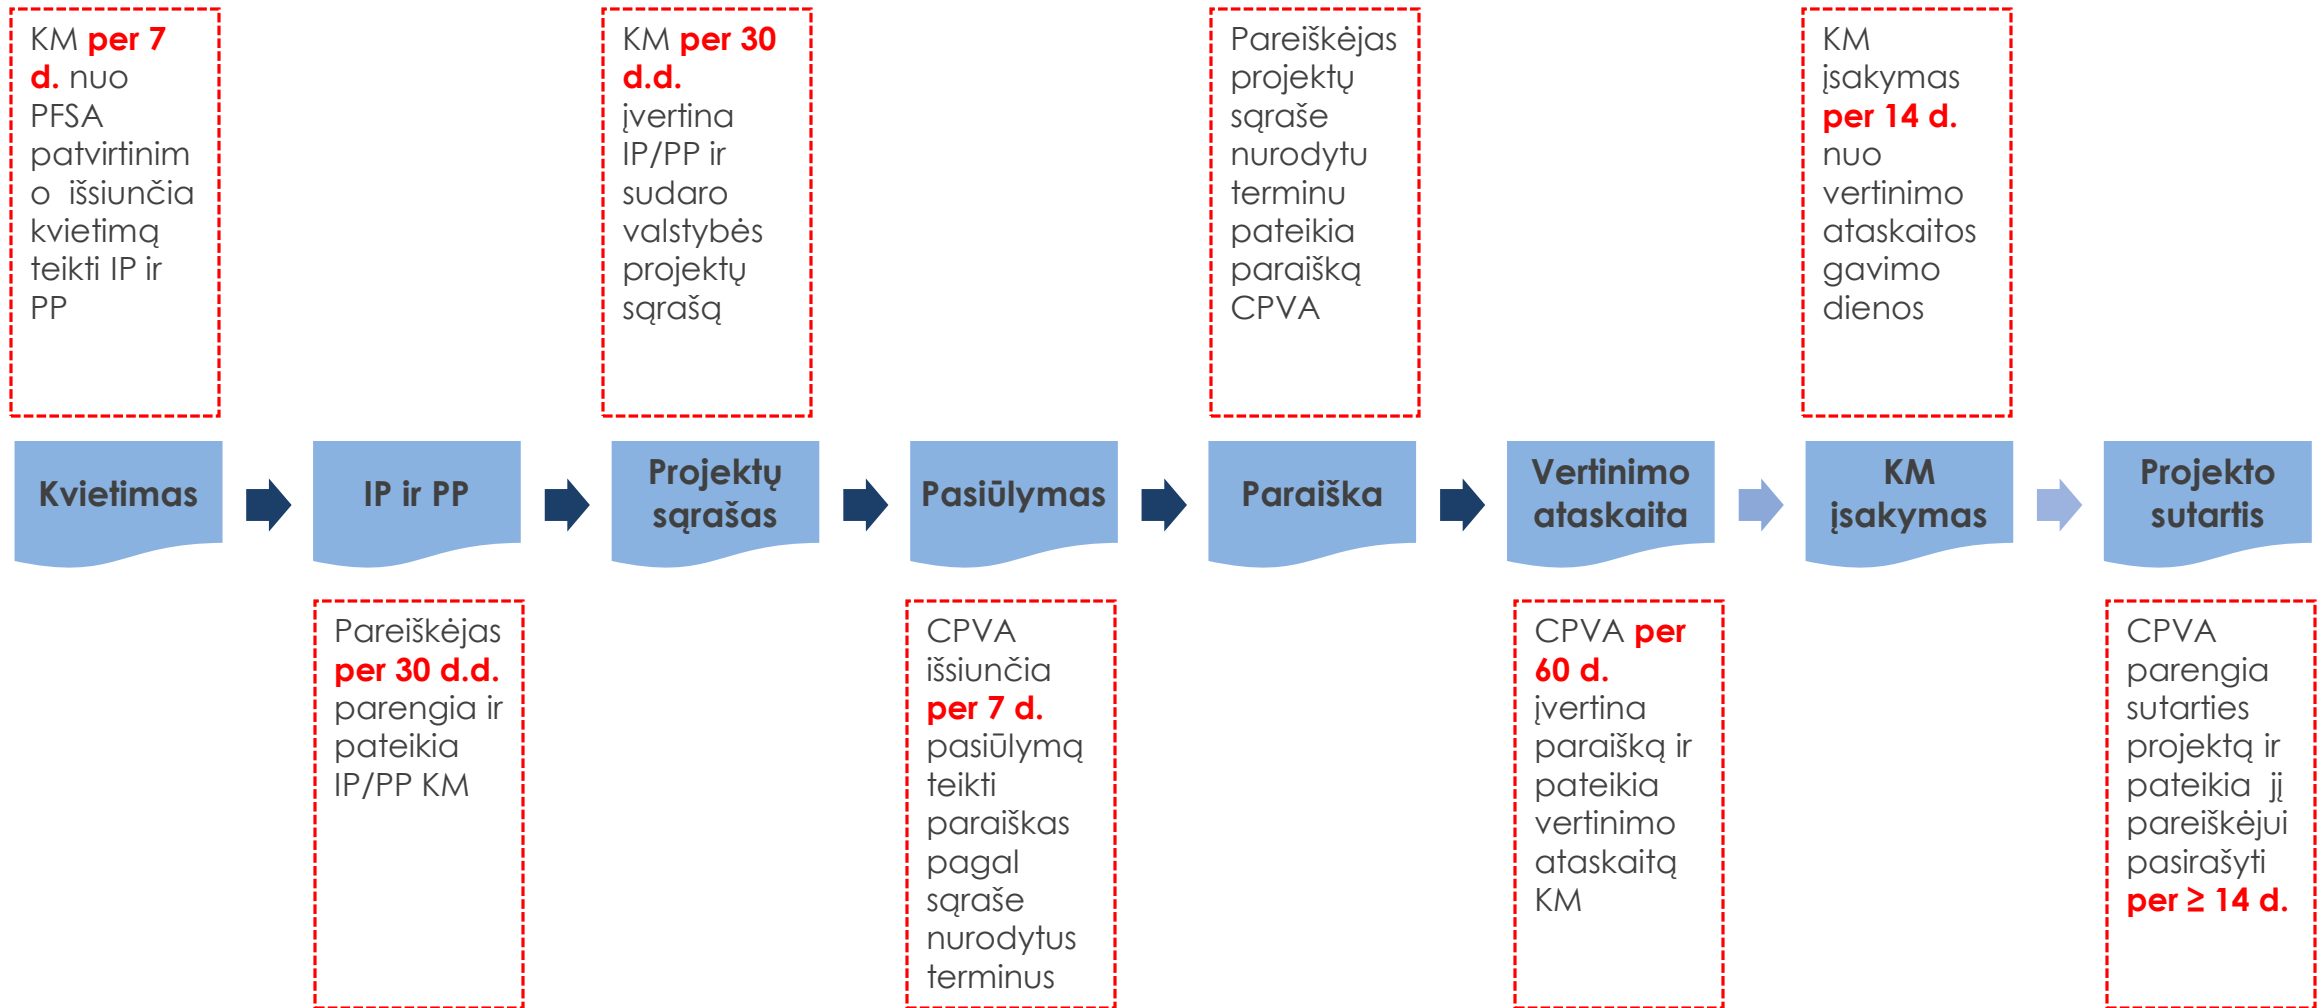 KM per 7
d. nuo
PFSA
patvirtinim
o išsiunčia
kvietimą
teikti IP ir
PP
KM per 30
d.d.
įvertina
IP/PP ir
sudaro
valstybės
projektų
sąrašą
Pareiškėjas
projektų
sąraše
nurodytu
terminu
pateikia
paraišką
CPVA
KM
įsakymas
per 14 d.
nuo
vertinimo
ataskaitos
gavimo
dienos
Kvietimas
IP ir PP
Projektų
sąrašas
Pasiūlymas
Paraiška
Vertinimo
ataskaita
KM
įsakymas
Projekto
sutartis
Pareiškėjas
per 30 d.d.
parengia ir
pateikia
IP/PP KM
CPVA
išsiunčia
per 7 d.
pasiūlymą
teikti
paraiškas
pagal
sąraše
nurodytus
terminus
CPVA per
60 d.
įvertina
paraišką ir
pateikia
vertinimo
ataskaitą
KM
CPVA
parengia
sutarties
projektą ir
pateikia jį
pareiškėjui
pasirašyti
per ≥ 14 d.